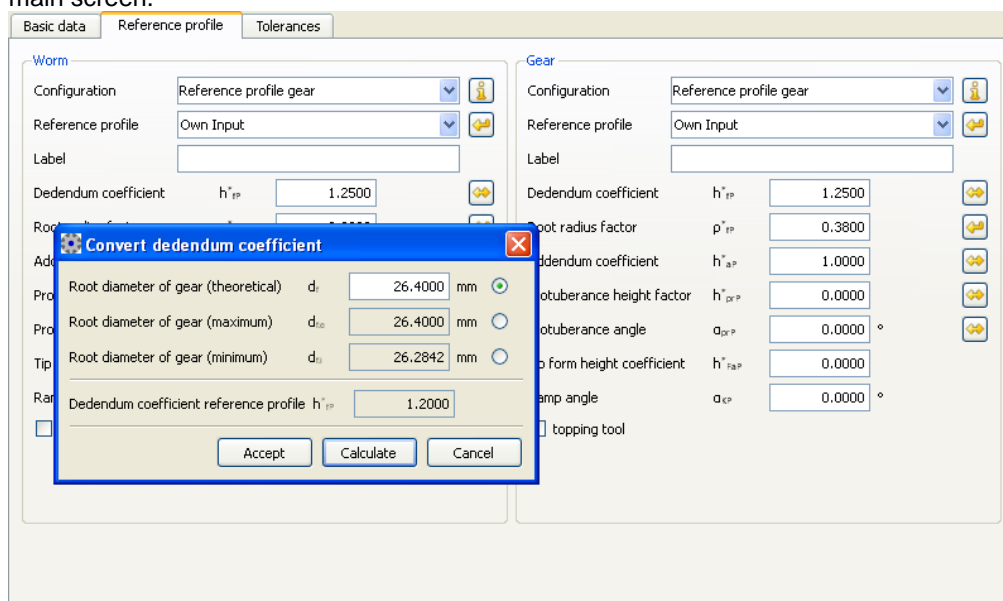 main screen.
Basic data Reference profile Tolerances
Worm
Configuration Reference profile gear
Reference profile Own Input
Label
Dedendum coefficient h*fP 1.2500
Gear
Configuration Reference profile gear
Reference profile Own Input
Label
Dedendum coefficient h*fP 1.2500
oot radius factor ρ*fP 0.3800
ddendum coefficient h*aP 1.0000
otuberance height factor h*prP 0.0000
otuberance angle αprP 0.0000 °
form height coefficient h*FaP 0.0000
amp angle αKP 0.0000 °
topping tool
Tip
Convert dedendum coefficient
Root diameter of gear (theoretical) df 26.4000 mm
Root diameter of gear (maximum) df.e 26.4000 mm
Root diameter of gear (minimum) df.i 26.2842 mm
Dedendum coefficient reference profile h*fP 1.2000
Accept Calculate Cancel